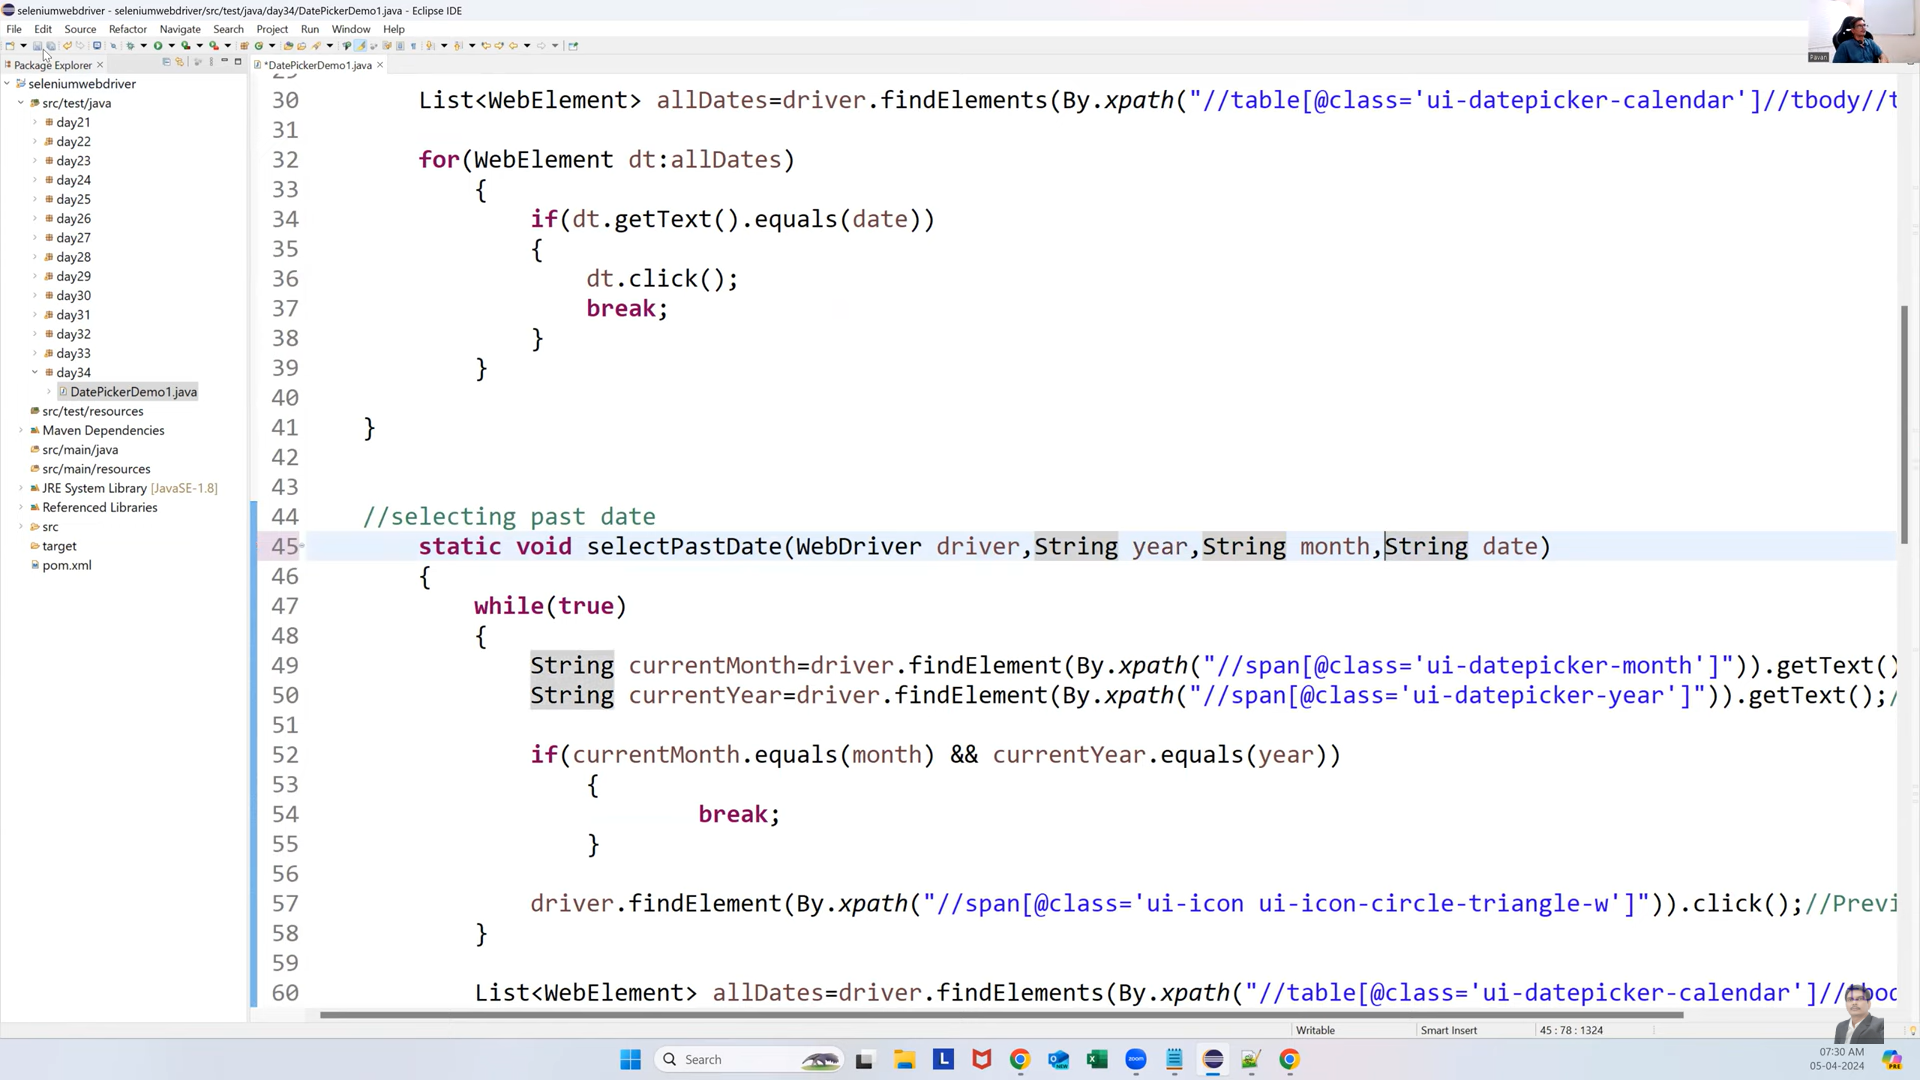 seleniumwebdriver - seleniumwebdriver/src/test/java/day34/DatePickerDemo1.java - Eclipse IDE
File Edit Source Refactor Navigate Search Project Run Window Help
Package Explorer
*DatePickerDemo1.java
seleniumwebdriver
src/test/java
day21
day22
day23
day24
day25
day26
day27
day28
day29
day30
day31
day32
day33
day34
DatePickerDemo1.java
src/test/resources
Maven Dependencies
src/main/java
src/main/resources
JRE System Library [JavaSE-1.8]
Referenced Libraries
src
target
pom.xml
30 List<WebElement> allDates=driver.findElements(By.xpath("//table[@class='ui-datepicker-calendar']//tbody//t
31
32 for(WebElement dt:allDates)
33 {
34 if(dt.getText().equals(date))
35 {
36 dt.click();
37 break;
38 }
39 }
40
41 }
42
43
44 //selecting past date
45 static void selectPastDate(WebDriver driver,String year,String month,String date)
46 {
47 while(true)
48 {
49 String currentMonth=driver.findElement(By.xpath("//span[@class='ui-datepicker-month']")).getText()
50 String currentYear=driver.findElement(By.xpath("//span[@class='ui-datepicker-year']")).getText();/
51
52 if(currentMonth.equals(month) && currentYear.equals(year))
53 {
54 break;
55 }
56
57 driver.findElement(By.xpath("//span[@class='ui-icon ui-icon-circle-triangle-w']")).click();//Previ
58 }
59
60 List<WebElement> allDates=driver.findElements(By.xpath("//table[@class='ui-datepicker-calendar']//tbod
Writable Smart Insert 45 : 78 : 1324
Search
07:30 AM
05-04-2024
Pavan